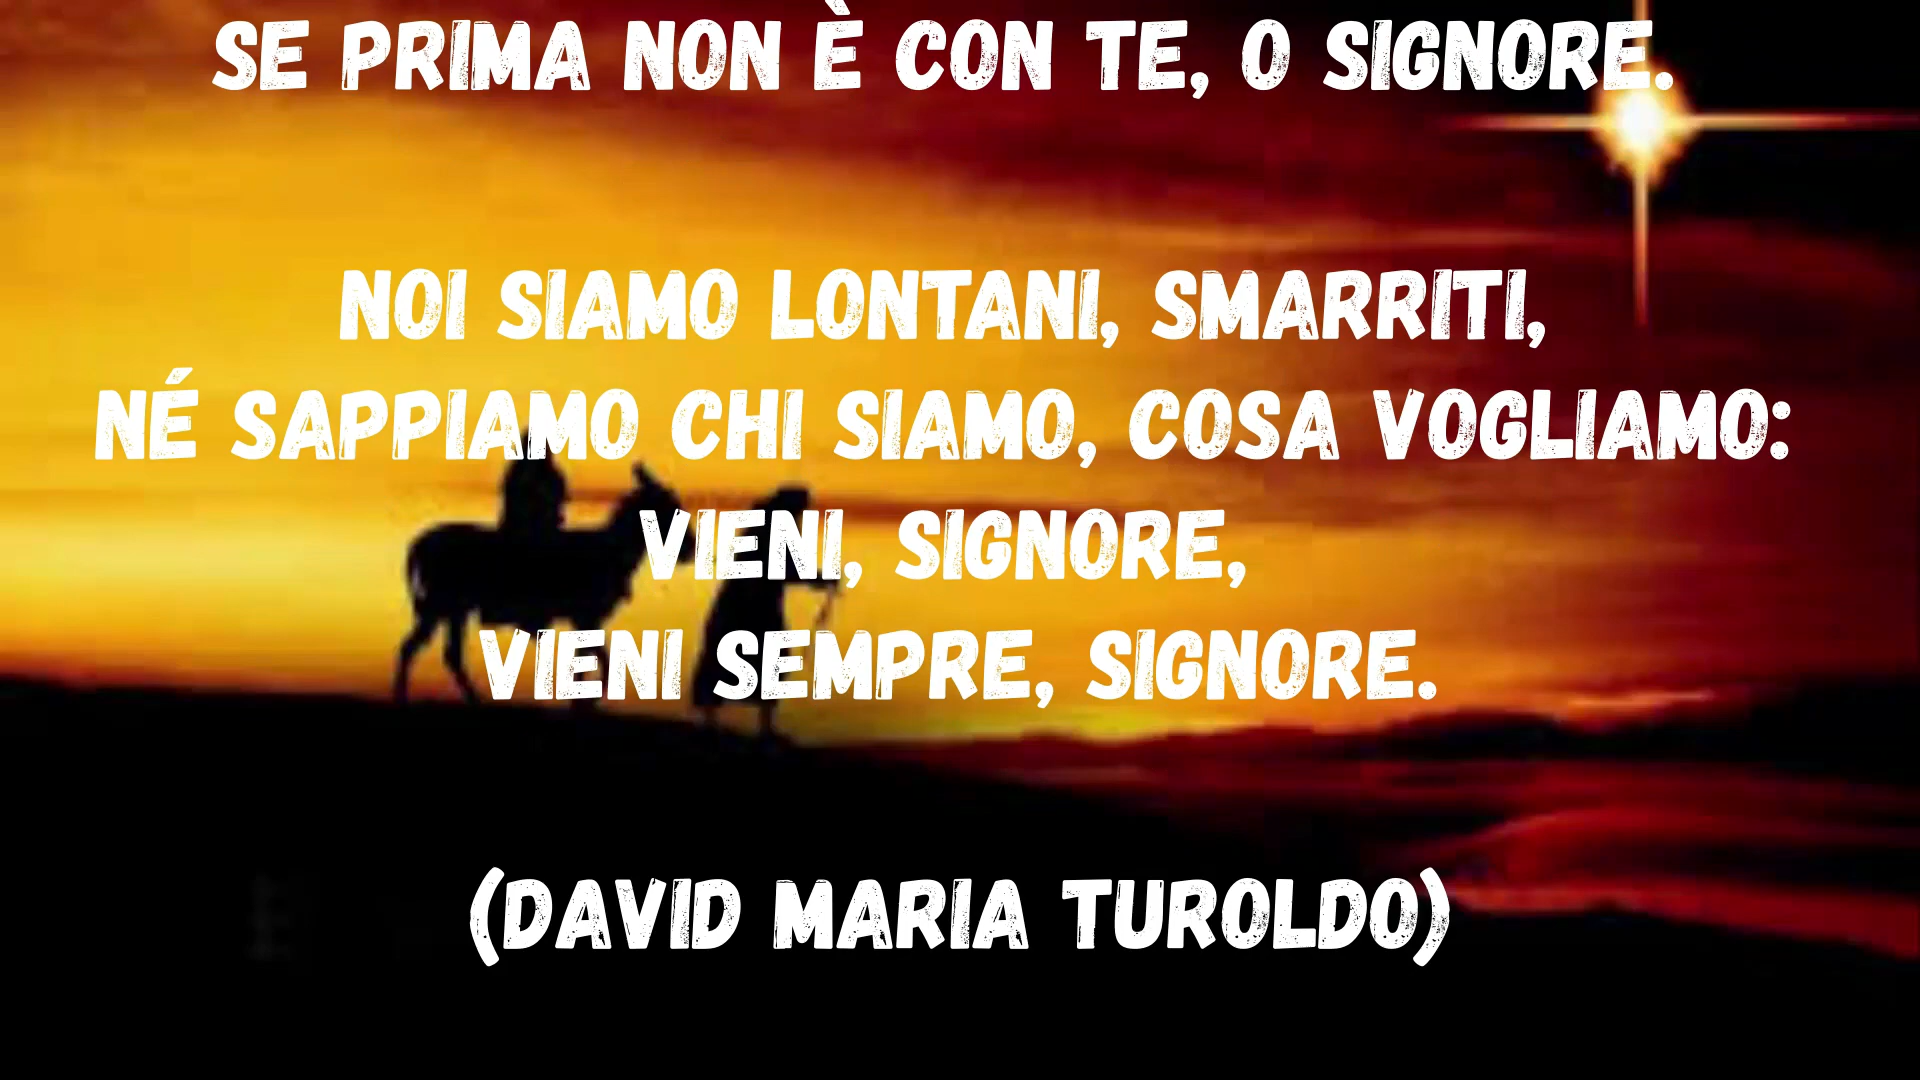 SE PRIMA NON È CON TE, O SIGNORE.
NOI SIAMO LONTANI, SMARRITI,
NÉ SAPPIAMO CHI SIAMO, COSA VOGLIAMO:
VIENI, SIGNORE,
VIENI SEMPRE, SIGNORE.
(DAVID MARIA TUROLDO)